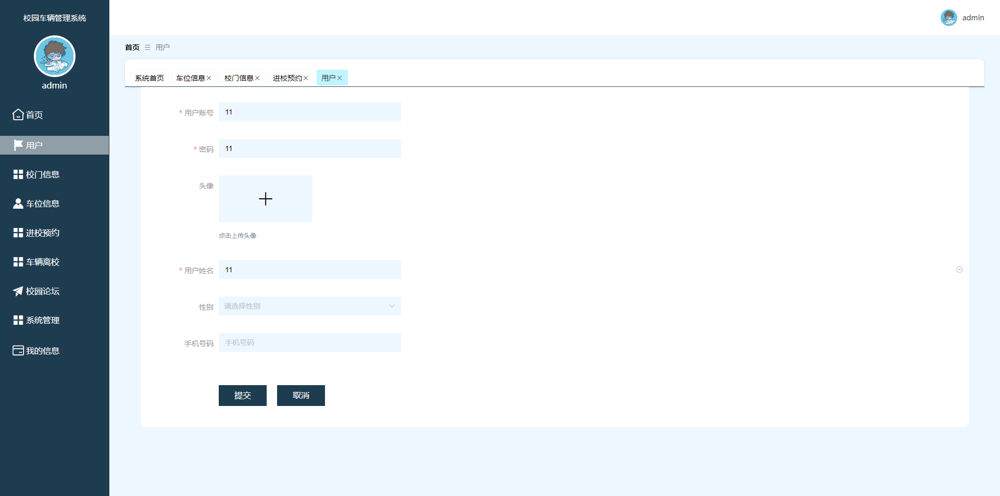 校园车辆管理系统
admin
首页
用户
校门信息
车位信息
进校预约
车辆离校
校园论坛
系统管理
我的信息
admin
首页 用户
系统首页 车位信息 校门信息 进校预约 用户
* 用户账号 11
* 密码 11
头像
点击上传头像
* 用户姓名 11
性别 请选择性别
手机号码 手机号码
提交 取消